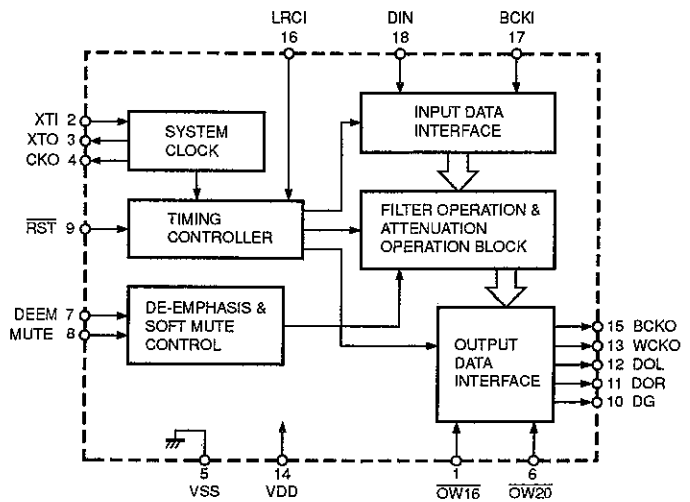 LRCI
16
DIN
18
BCKI
17
XTI 2
XTO 3
CKO 4
SYSTEM
CLOCK
INPUT DATA
INTERFACE
RST 9
TIMING
CONTROLLER
FILTER OPERATION &
ATTENUATION
OPERATION BLOCK
DEEM 7
MUTE 8
DE-EMPHASIS &
SOFT MUTE
CONTROL
OUTPUT
DATA
INTERFACE
15 BCKO
13 WCKO
12 DOL
11 DOR
10 DG
5
VSS
14
VDD
1
OW16
6
OW20